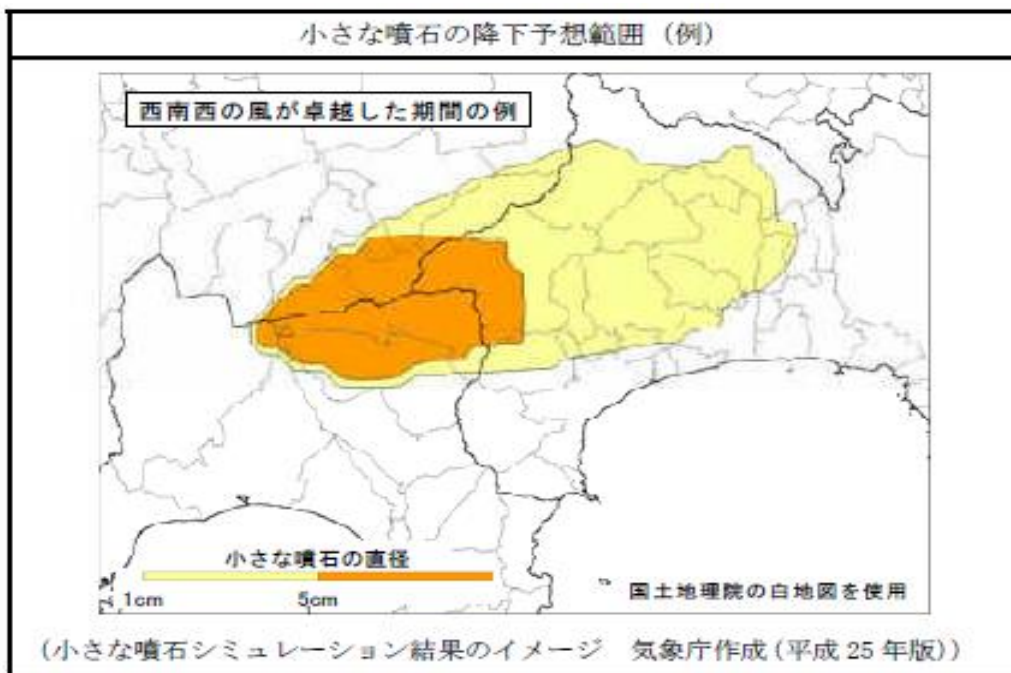 小さな噴石の降下予想範囲（例）
西南西の風が卓越した期間の例
小さな噴石の直径
1cm 5cm
国土地理院の白地図を使用
（小さな噴石シミュレーション結果のイメージ　気象庁作成（平成25年版））